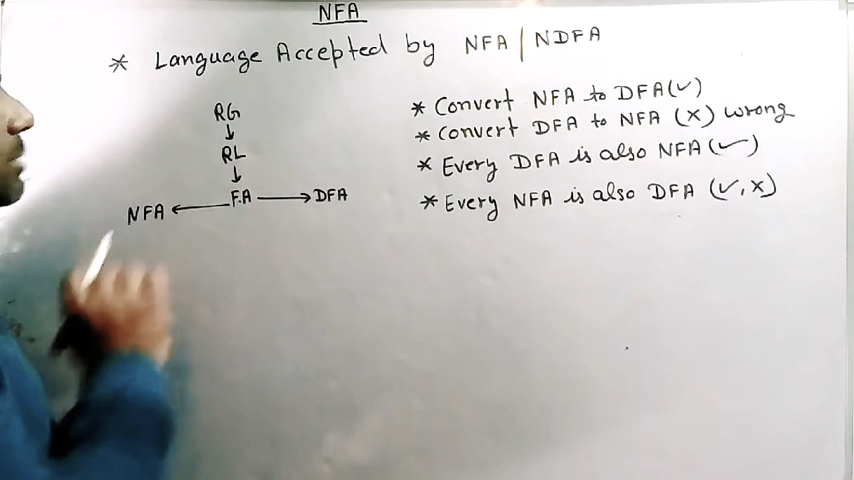 NFA
* Language Accepted by NFA | NDFA
RG
↓
RL
↓
NFA ← F.A → DFA
* Convert NFA to DFA (✓)
* Convert DFA to NFA (X) wrong
* Every DFA is also NFA (✓)
* Every NFA is also DFA (✓, X)